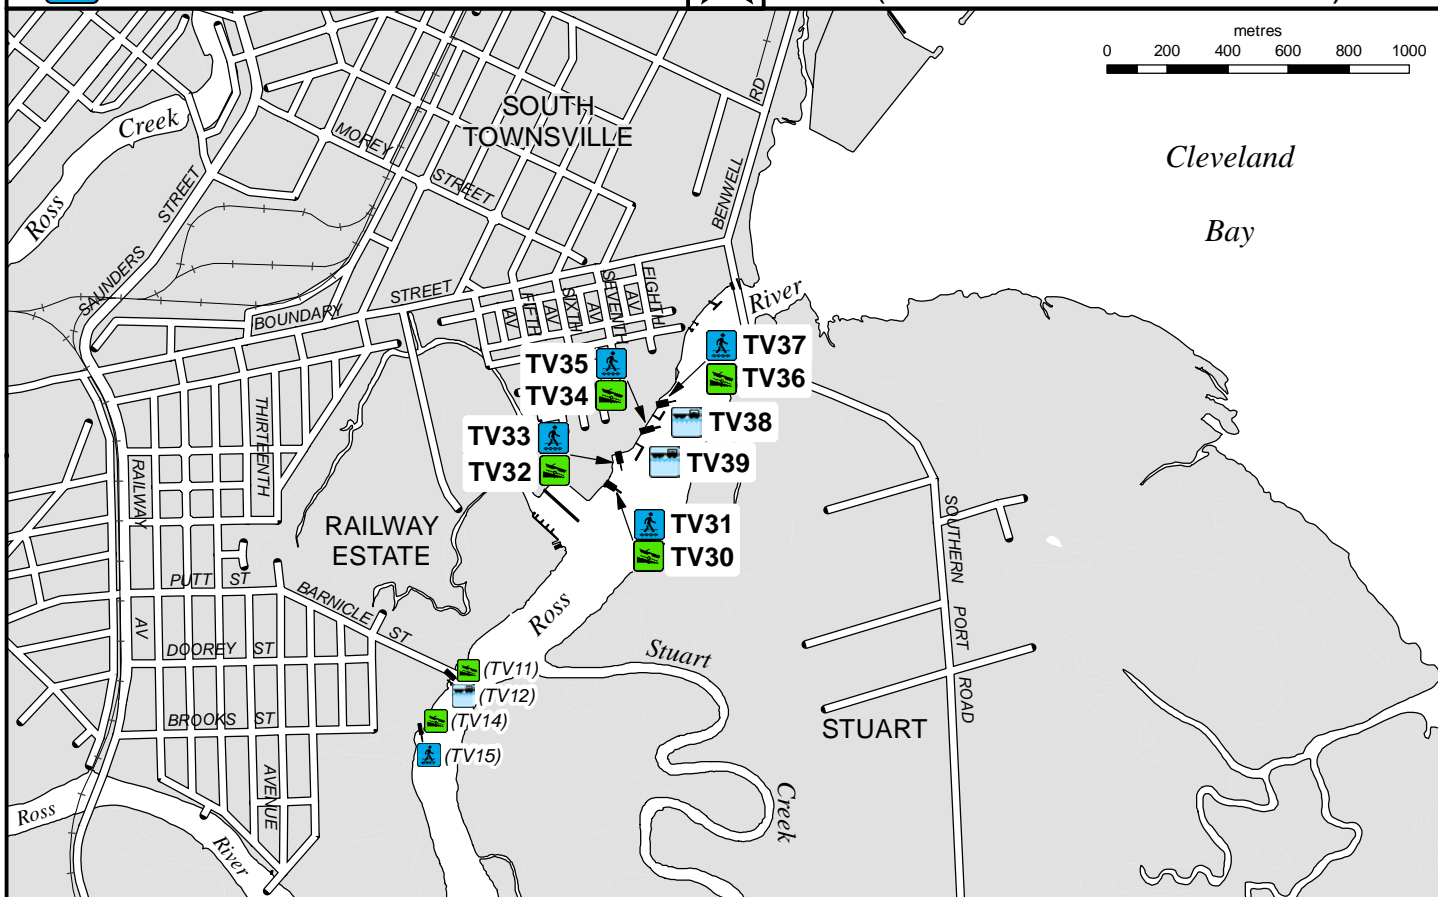 metres
0 200 400 600 800 1000
SOUTH
TOWNSVILLE
Cleveland
Bay
Ross
Creek
MOREY
STREET
SAUNDERS
STREET
BENWELL
RD
BOUNDARY
STREET
FIFTH
AV
SIXTH
AV
SEVENTH
AV
EIGHTH
River
TV37
TV36
TV35
TV34
TV38
TV33
TV32
TV39
TV31
TV30
THIRTEENTH
AVENUE
RAILWAY
AV
RAILWAY
ESTATE
PUTT ST
BARNICLE
ST
DOOREY ST
BROOKS ST
Ross
Stuart
Creek
(TV11)
(TV12)
(TV14)
(TV15)
SOUTHERN
PORT
ROAD
STUART
Ross
River